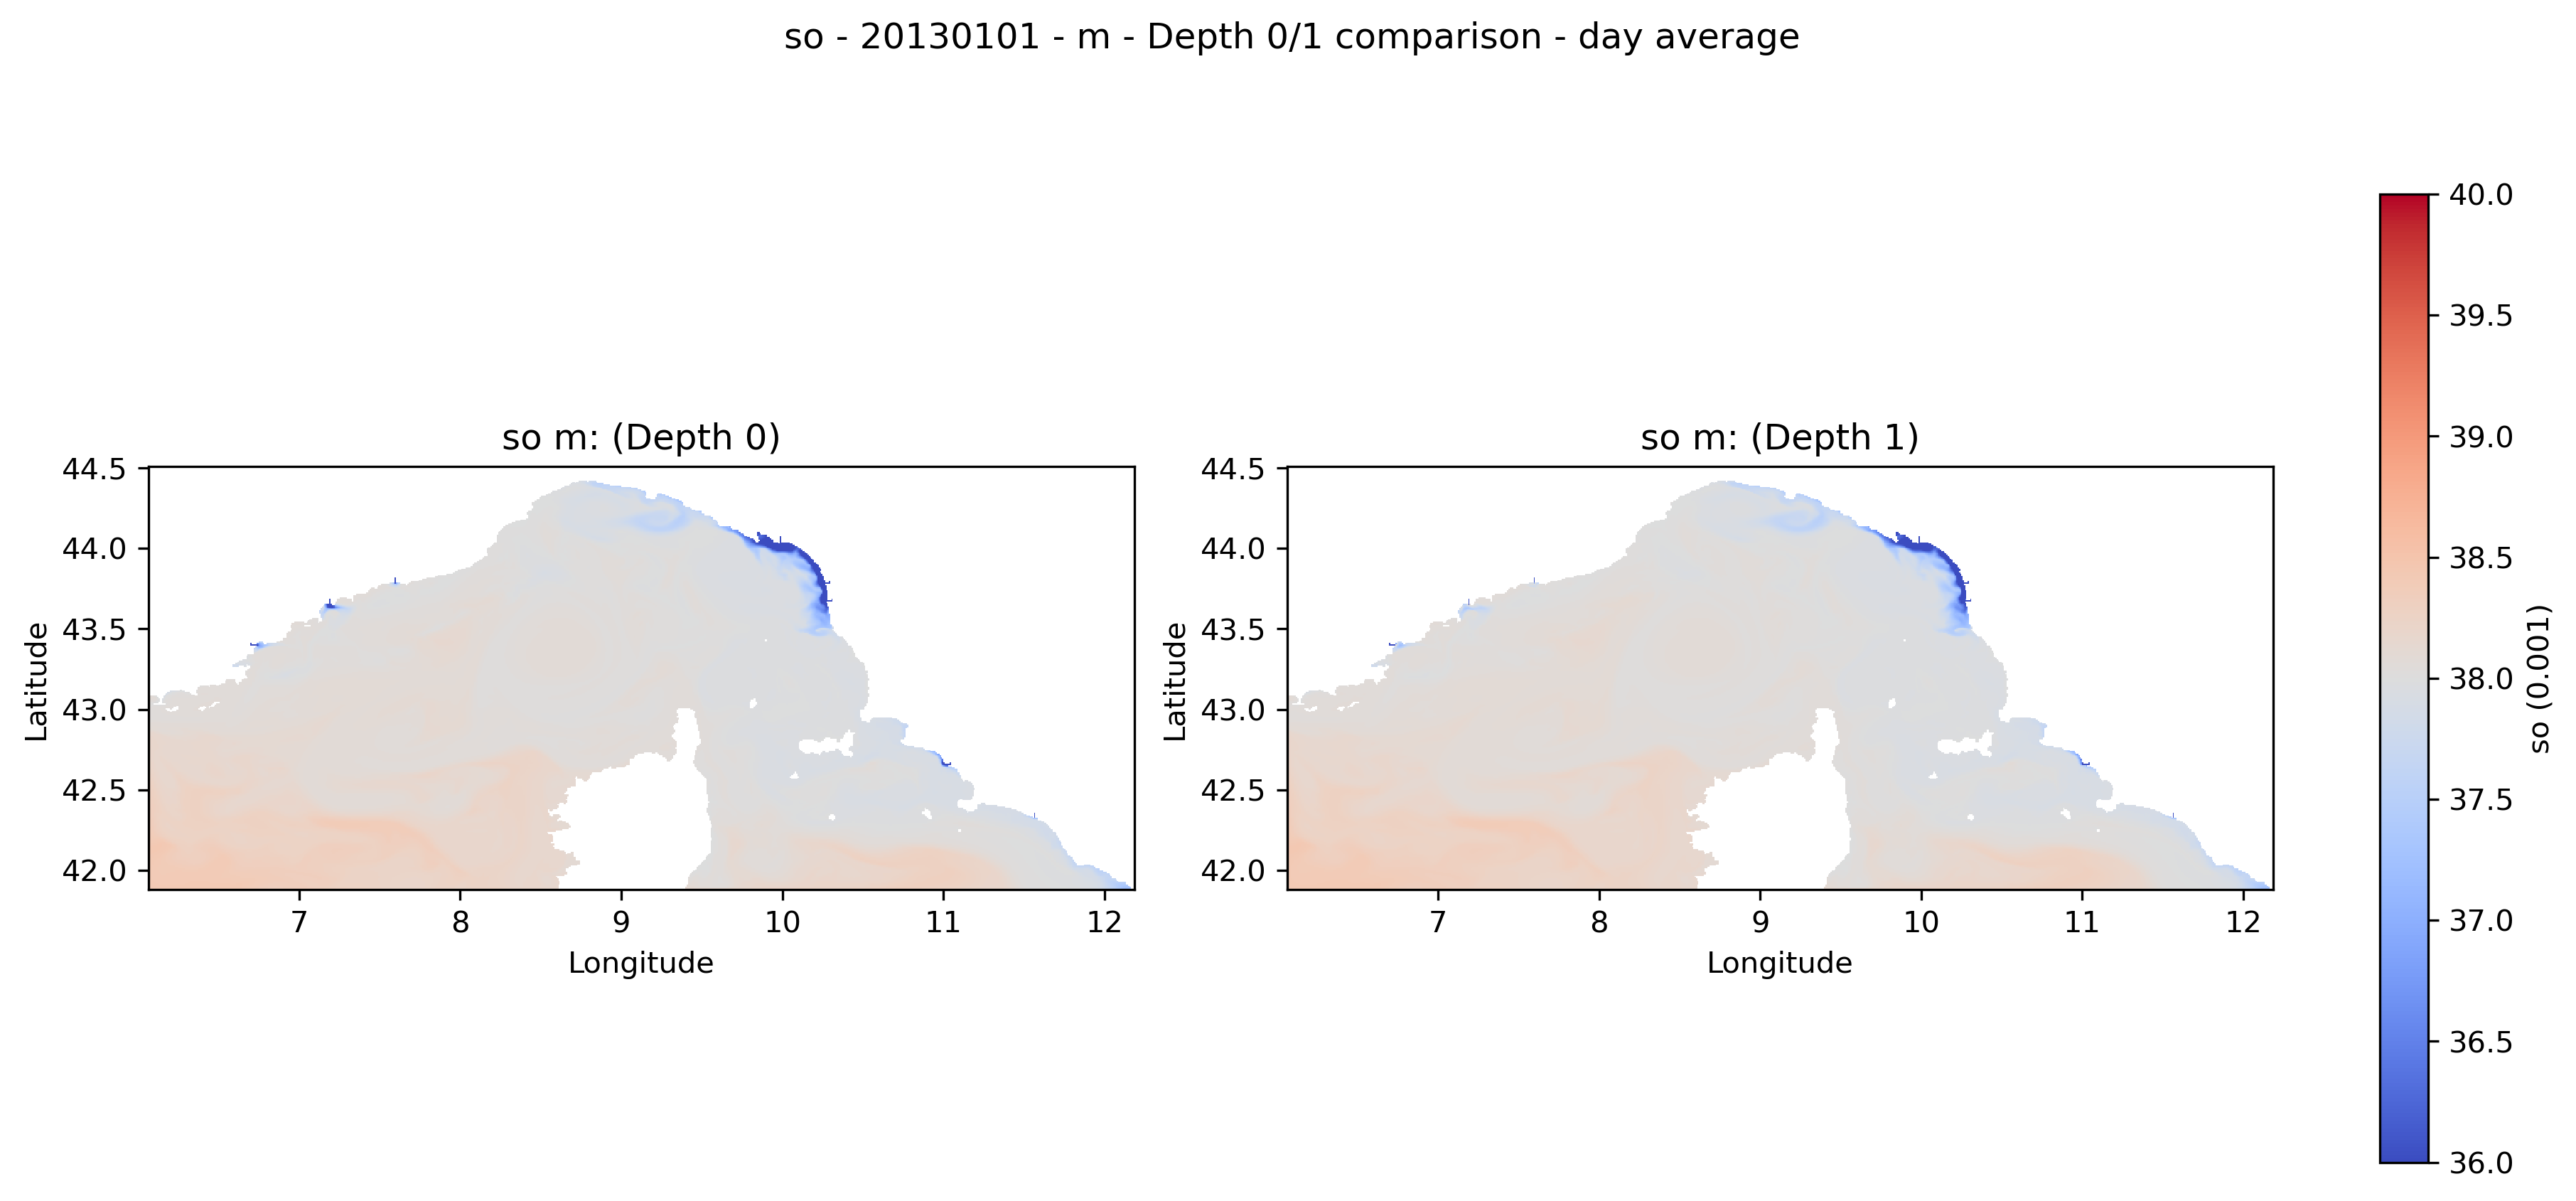 so - 20130101 - m - Depth 0/1 comparison - day average
so m: (Depth 0)
44.5
44.0
43.5
43.0
42.5
42.0
Latitude
7 8 9 10 11 12
Longitude
so m: (Depth 1)
44.5
44.0
43.5
43.0
42.5
42.0
Latitude
7 8 9 10 11 12
Longitude
40.0
39.5
39.0
38.5
38.0
37.5
37.0
36.5
36.0
so (0.001)